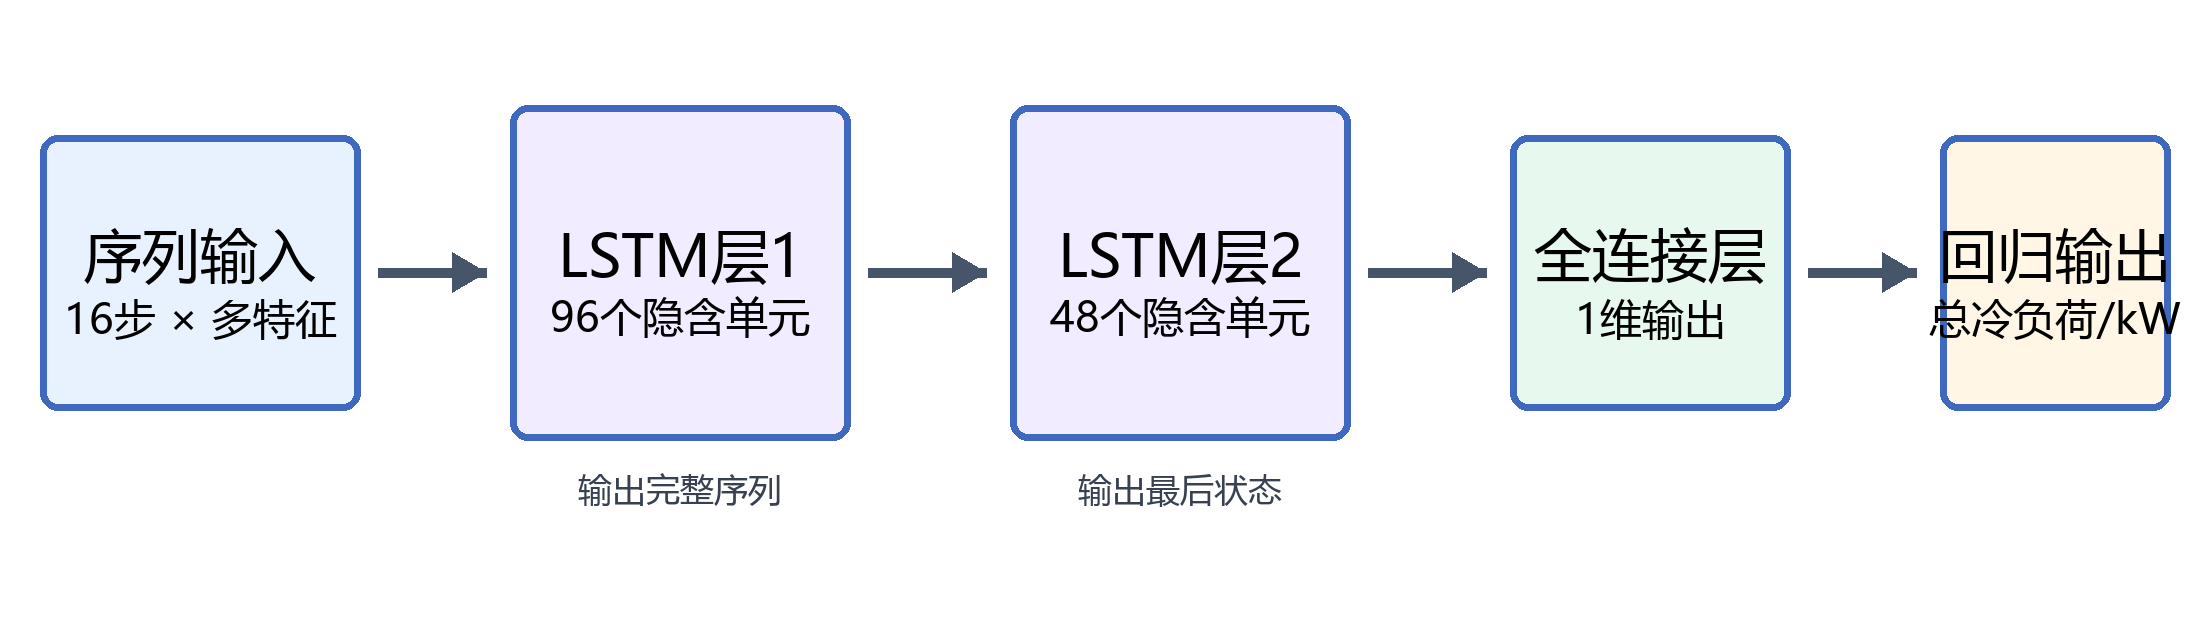 序列输入
16步 × 多特征
LSTM层1
96个隐含单元
输出完整序列
LSTM层2
48个隐含单元
输出最后状态
全连接层
1维输出
回归输出
总冷负荷/kW